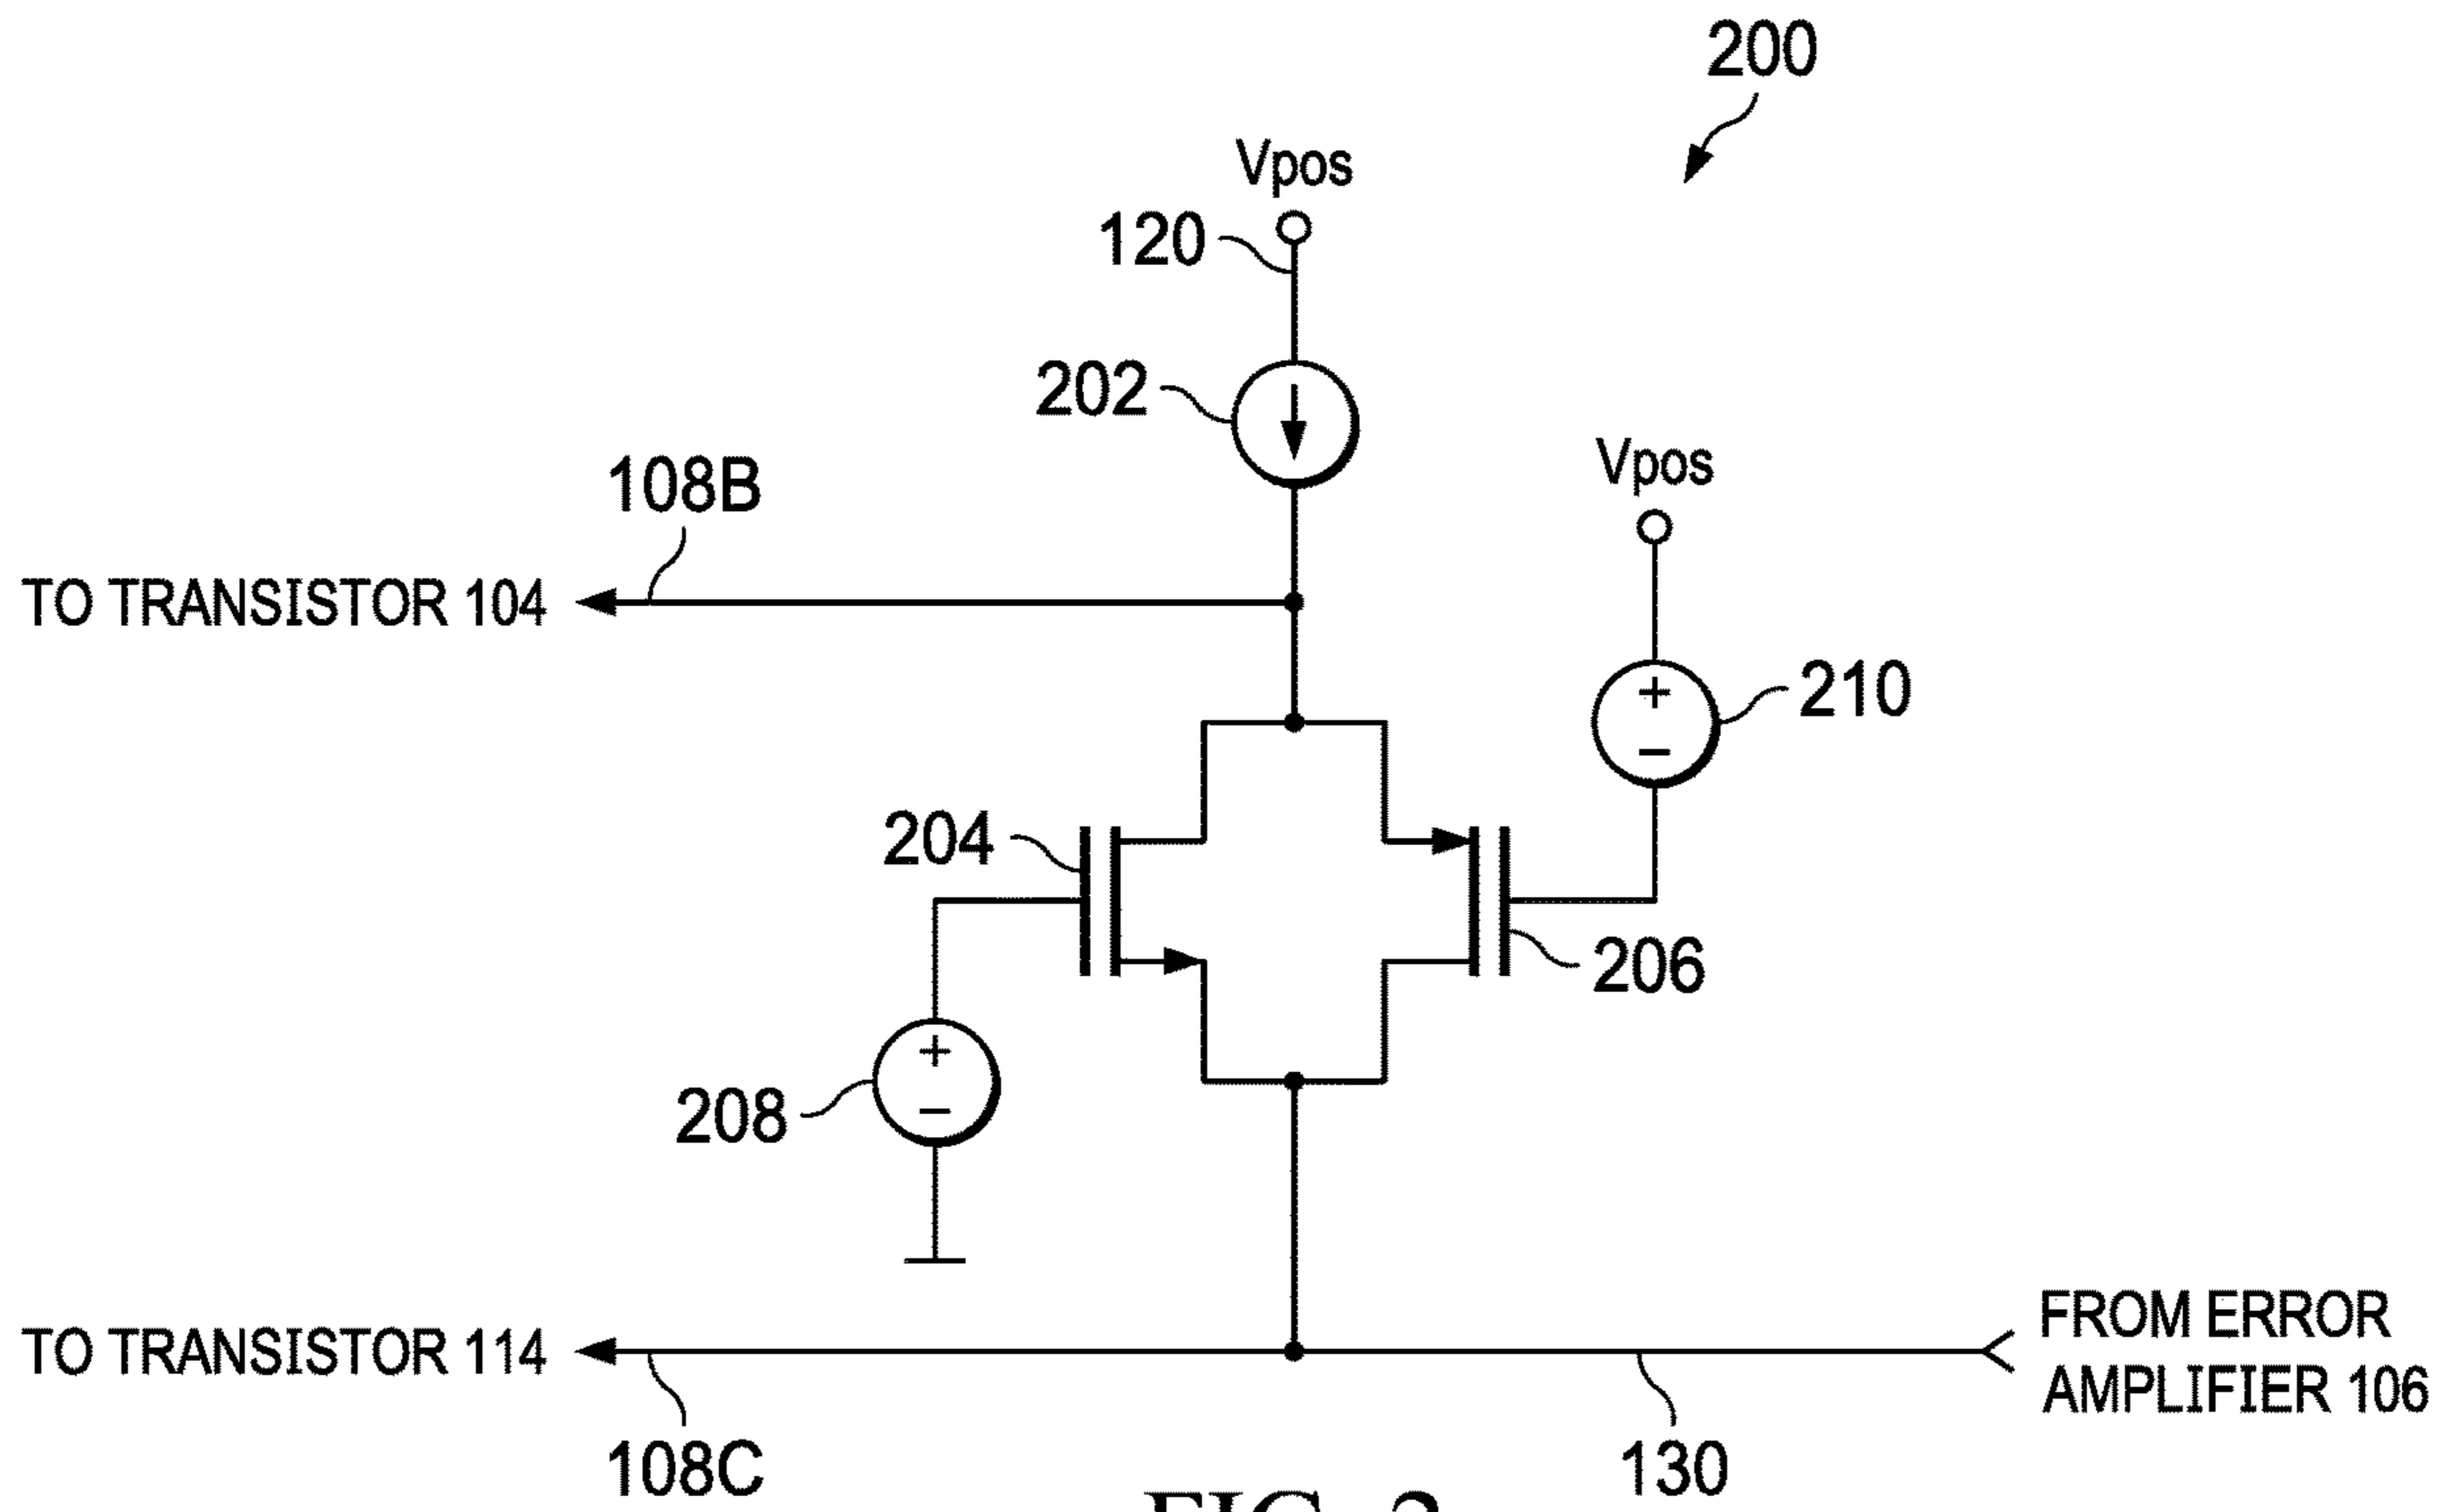 200
Vpos
120
202
108B
Vpos
TO TRANSISTOR 104
210
204
206
208
FROM ERROR
TO TRANSISTOR 114
AMPLIFIER 106
108C
130